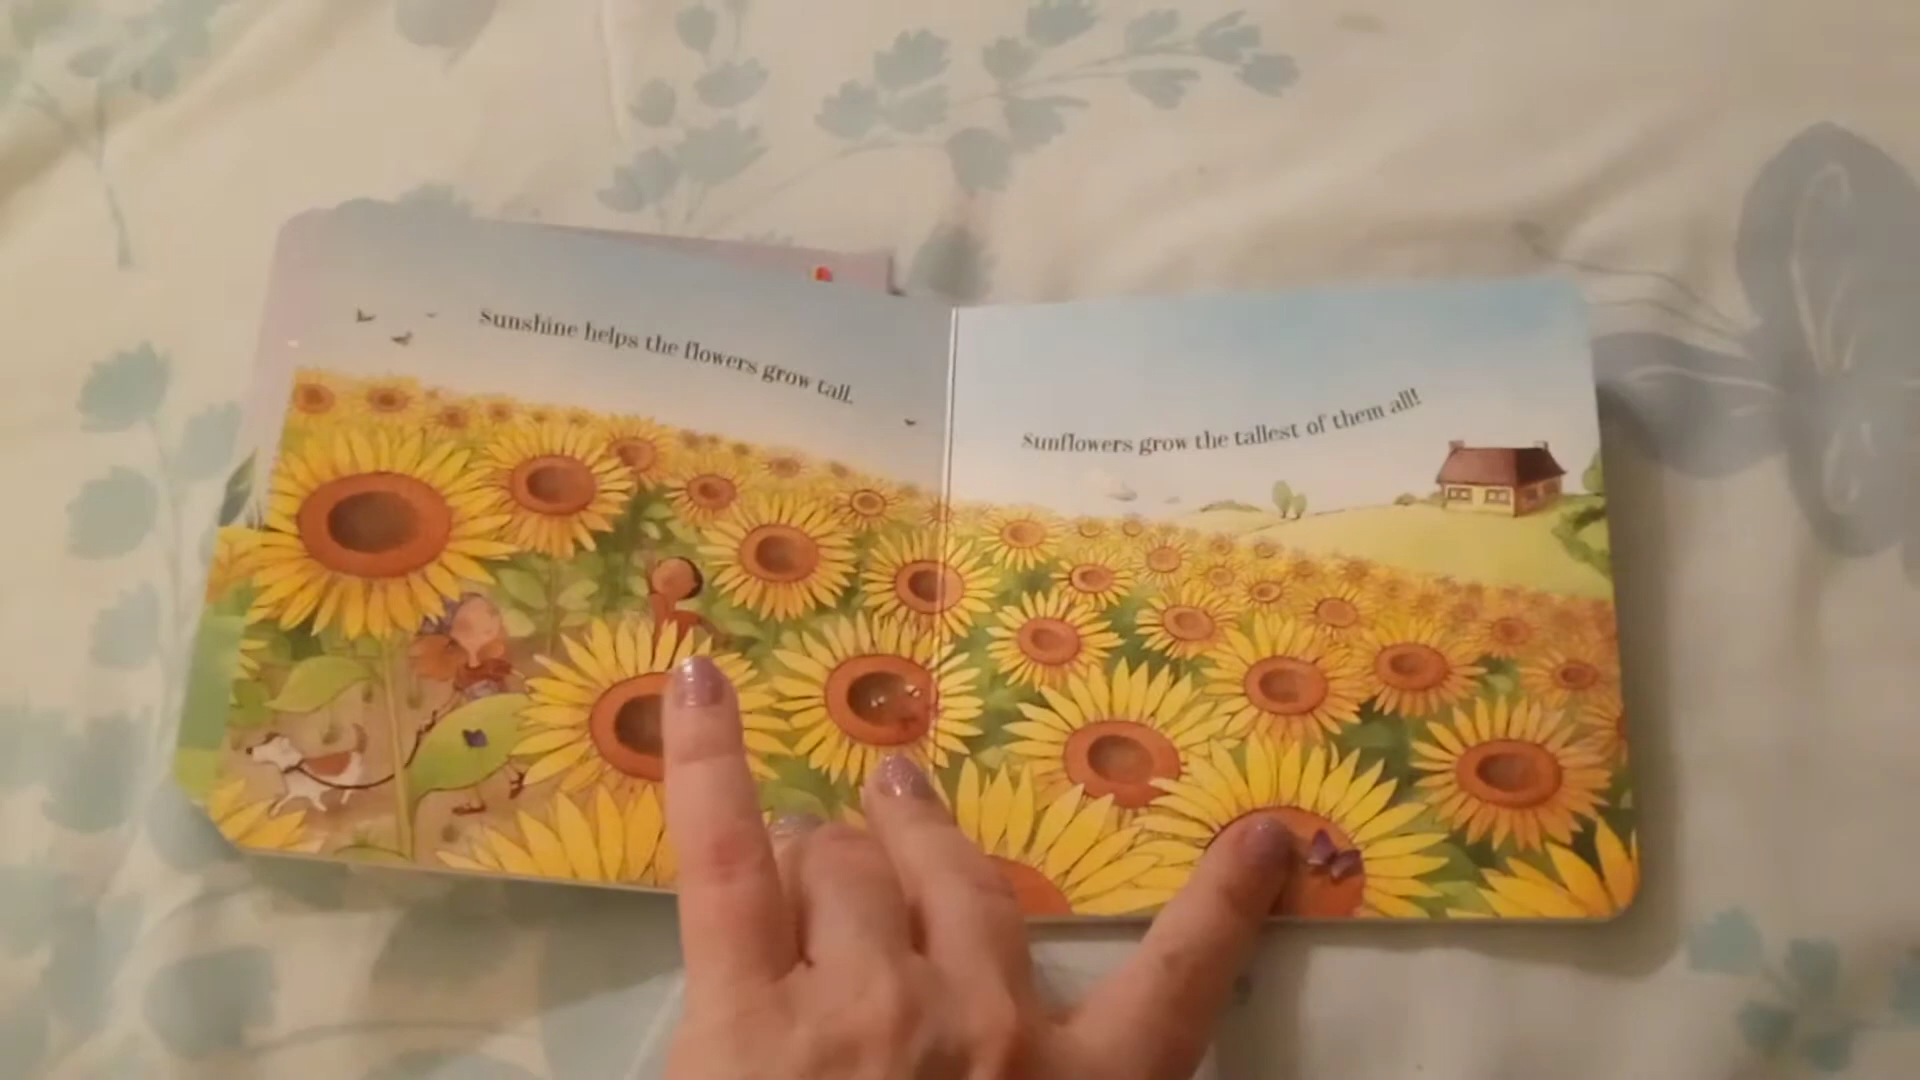 Sunshine helps the flowers grow tall.
Sunflowers grow the tallest of them all!